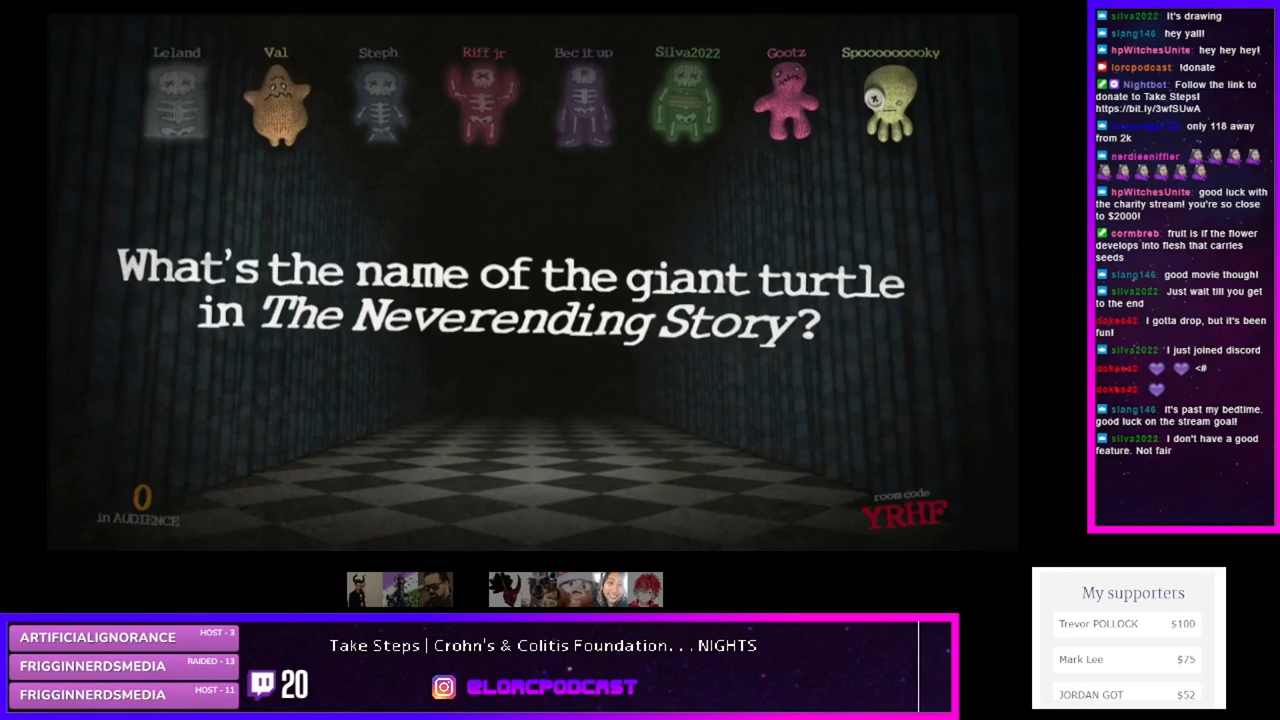 Leland
Val
Steph
Riff jr
Bec it up
Silva2022
Gootz
Spooooooooky
What's the name of the giant turtle
in The Neverending Story?
0
in AUDIENCE
room code
YRHF
silva2022: It's drawing
slang146: hey yall!
hpWitchesUnite: hey hey hey!
lorcpodcast: !donate
Nightbot: Follow the link to
donate to Take Steps!
https://bit.ly/3wfSUwA
only 118 away
from 2k
nerdieeniffler
hpWitchesUnite: good luck with
the charity stream! you're so close
to $2000!
cormbreb: fruit is if the flower
develops into flesh that carries
seeds
slang146: good movie though!
silva2022: Just wait till you get
to the end
dokes42: I gotta drop, but it's been
fun!
silva2022: I just joined discord
dokes42 <#
dokes42
slang146: It's past my bedtime.
good luck on the stream goal!
silva2022: I don't have a good
feature. Not fair
My supporters
Trevor POLLOCK $100
Mark Lee $75
JORDAN GOT $52
ARTIFICIALIGNORANCE HOST - 3
FRIGGINNERDSMEDIA RAIDED - 13
FRIGGINNERDSMEDIA HOST - 11
20
Take Steps | Crohn's & Colitis Foundation. . . NIGHTS
@LORCPODCAST